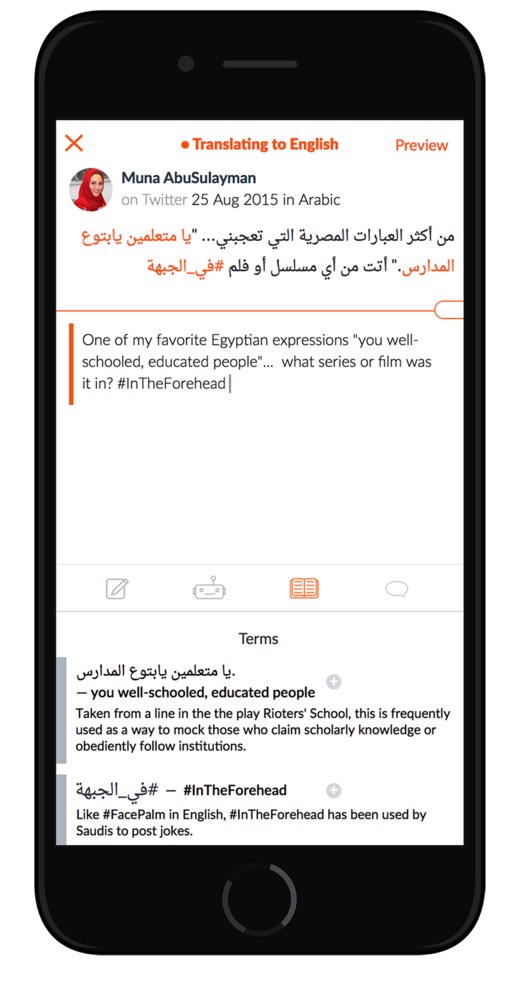 Translating to English
Preview
Muna AbuSulayman
on Twitter 25 Aug 2015 in Arabic
من أكثر العبارات المصرية التي تعجبني... "يا متعلمين يابتوع
المدارس." أتت من أي مسلسل أو فلم #في_الجبهة
One of my favorite Egyptian expressions "you well-
schooled, educated people"... what series or film was
it in? #InTheForehead
Terms
يا متعلمين يابتوع المدارس.
— you well-schooled, educated people
Taken from a line in the the play Rioters' School, this is frequently
used as a way to mock those who claim scholarly knowledge or
obediently follow institutions.
#في_الجبهة — #InTheForehead
Like #FacePalm in English, #InTheForehead has been used by
Saudis to post jokes.